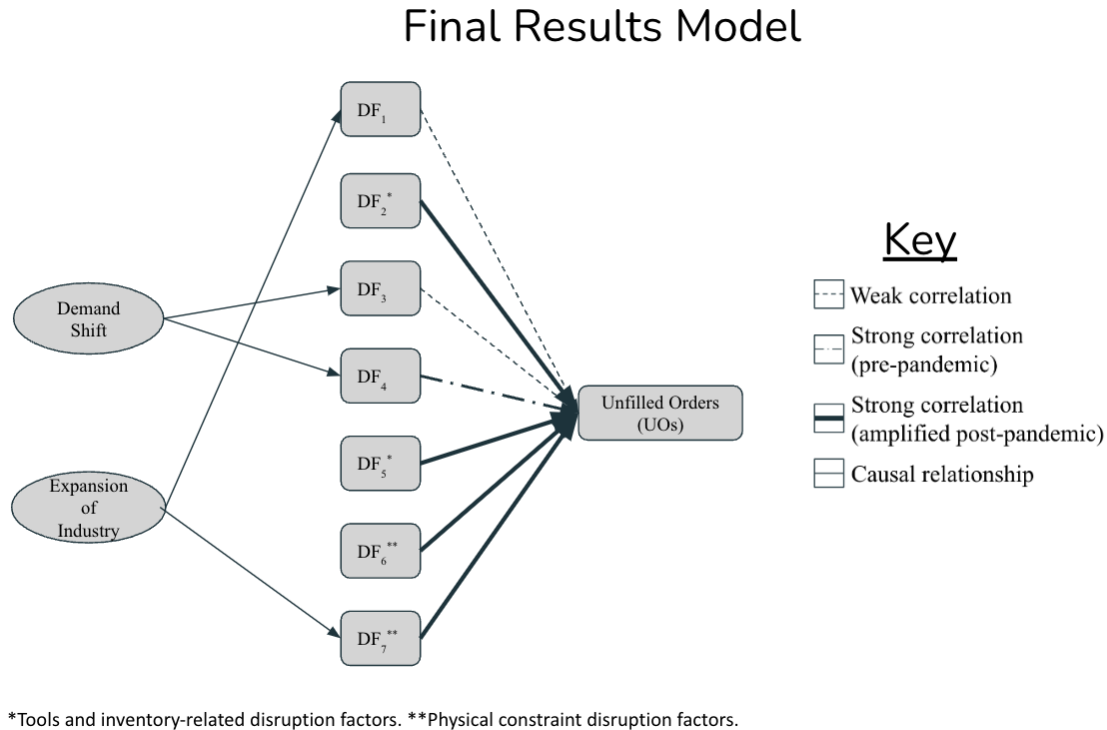 Final Results Model
DF1
DF2*
DF3
DF4
DF5*
DF6**
DF7**
Demand
Shift
Expansion
of
Industry
Unfilled Orders
(UOs)
Key
Weak correlation
Strong correlation
(pre-pandemic)
Strong correlation
(amplified post-pandemic)
Causal relationship
*Tools and inventory-related disruption factors. **Physical constraint disruption factors.